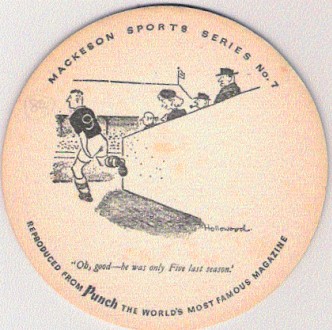 MACKESON SPORTS SERIES No. 7
9
Hollowood
"Oh, good—he was only Five last season.'
REPRODUCED FROM Punch THE WORLD'S MOST FAMOUS MAGAZINE